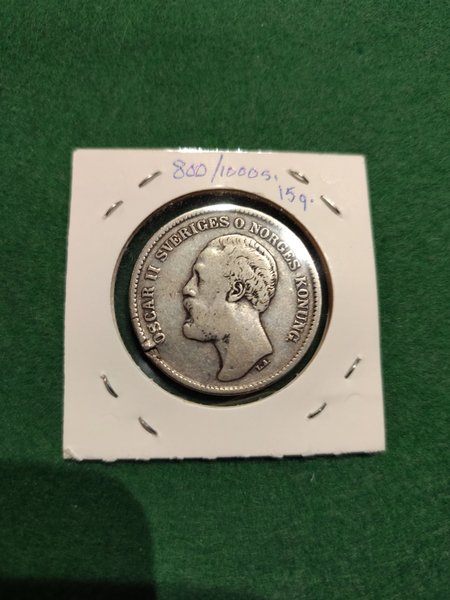 800/1000s.
15g.
OSCAR II SVERIGES O NORGES KONUNG
L.A.